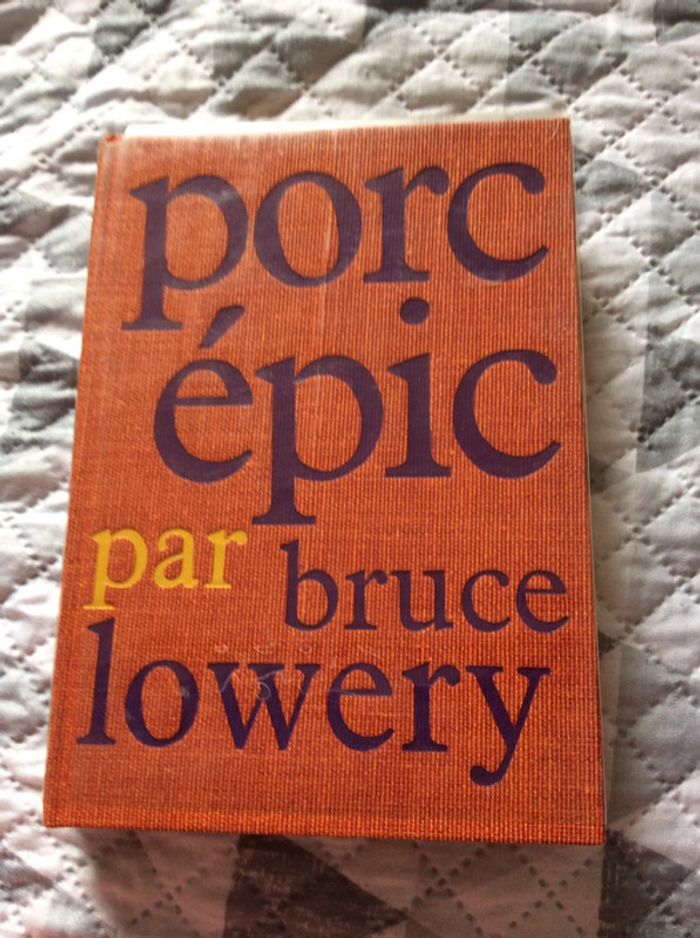 porc
épic
par bruce
lowery